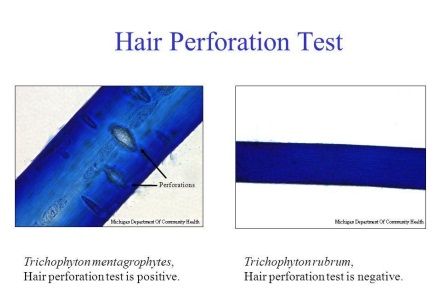 Hair Perforation Test
Perforations
Michigan Department Of Community Health
Michigan Department Of Community Health
Trichophyton mentagrophytes,
Hair perforation test is positive.
Trichophyton rubrum,
Hair perforation test is negative.